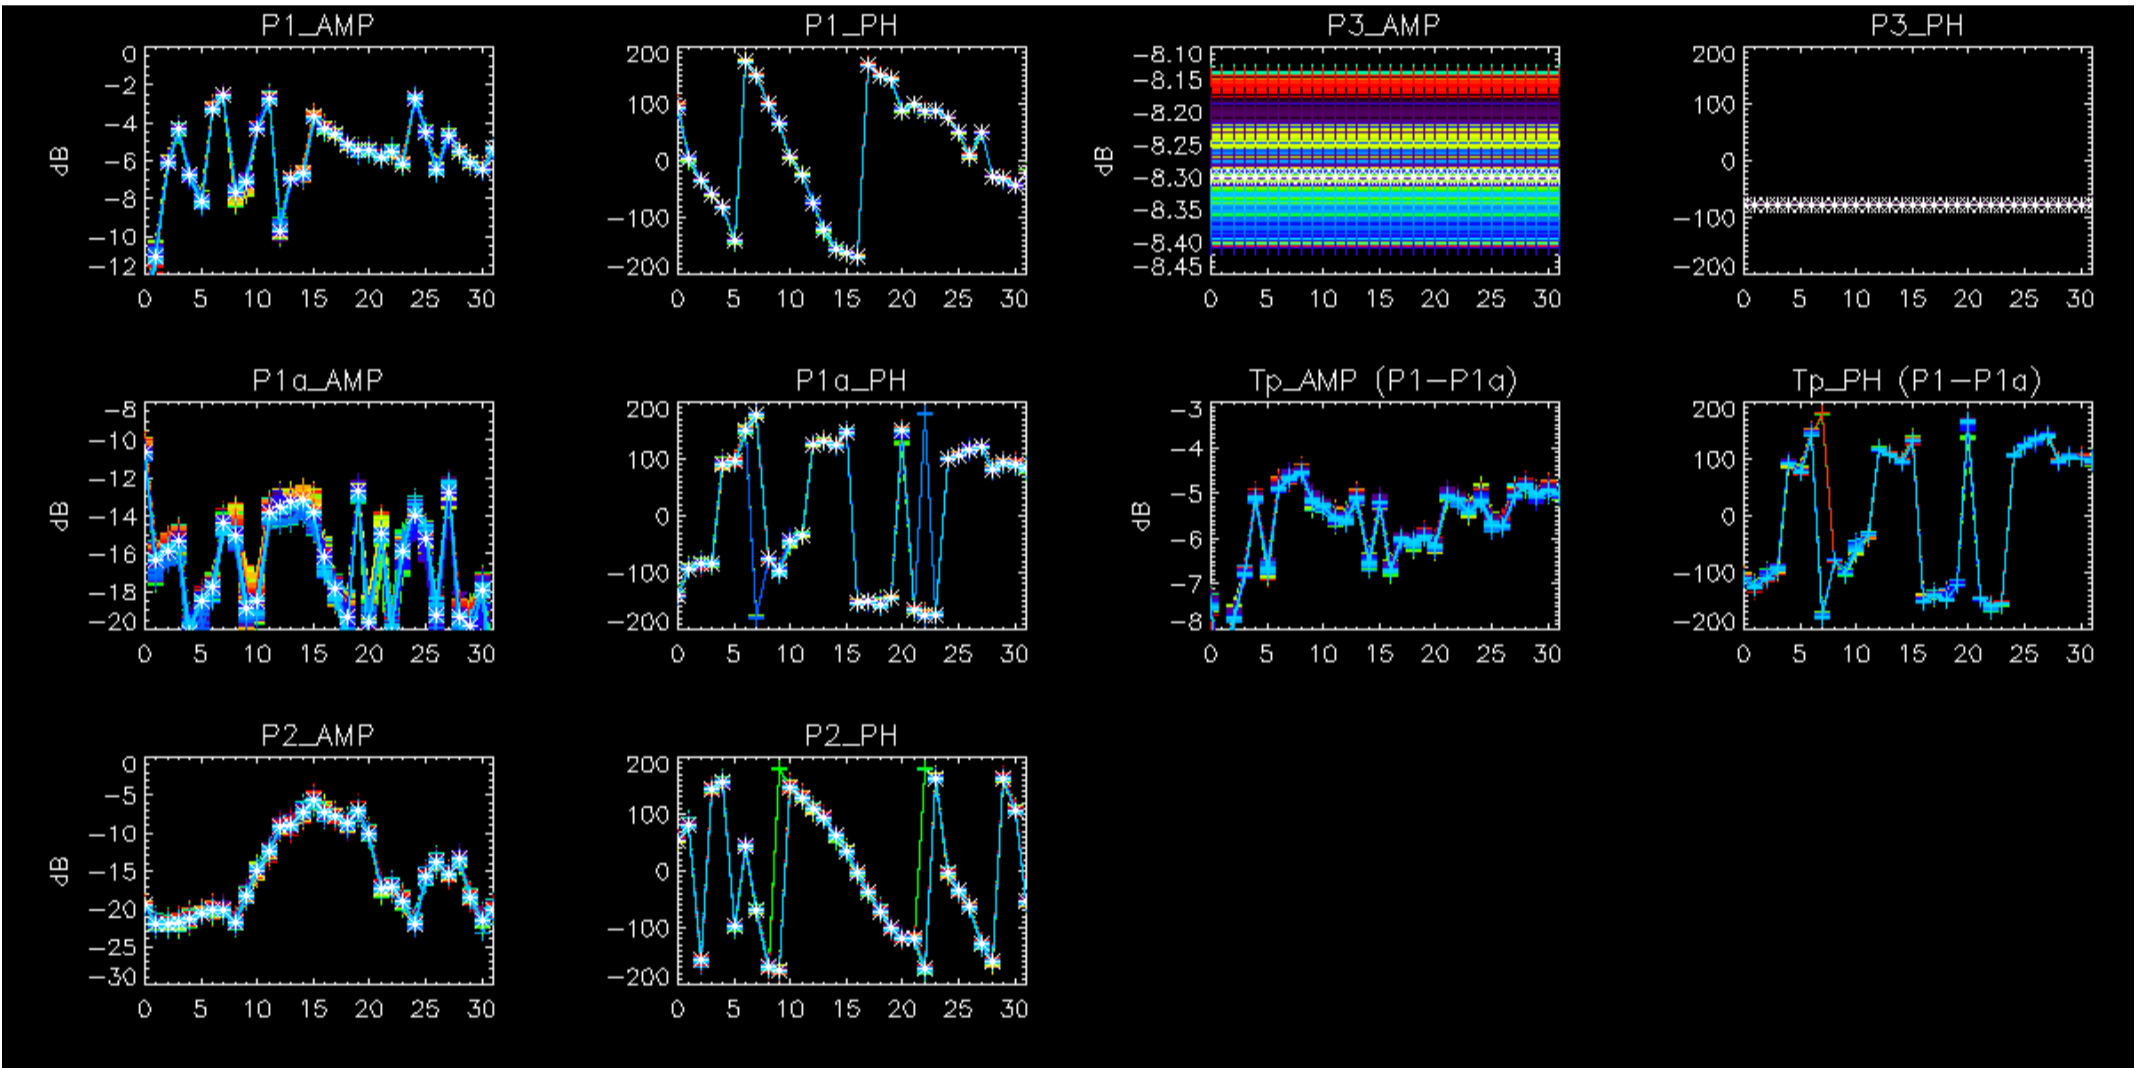 P1_AMP
0
-2
-4
-6
-8
-10
-12
dB
0 5 10 15 20 25 30
P1_PH
200
100
0
-100
-200
0 5 10 15 20 25 30
P3_AMP
-8.10
-8.15
-8.20
-8.25
-8.30
-8.35
-8.40
-8.45
dB
0 5 10 15 20 25 30
P3_PH
200
100
0
-100
-200
0 5 10 15 20 25 30
P1a_AMP
-8
-10
-12
-14
-16
-18
-20
dB
0 5 10 15 20 25 30
P1a_PH
200
100
0
-100
-200
0 5 10 15 20 25 30
Tp_AMP (P1-P1a)
-3
-4
-5
-6
-7
-8
dB
0 5 10 15 20 25 30
Tp_PH (P1-P1a)
200
100
0
-100
-200
0 5 10 15 20 25 30
P2_AMP
0
-5
-10
-15
-20
-25
-30
dB
0 5 10 15 20 25 30
P2_PH
200
100
0
-100
-200
0 5 10 15 20 25 30